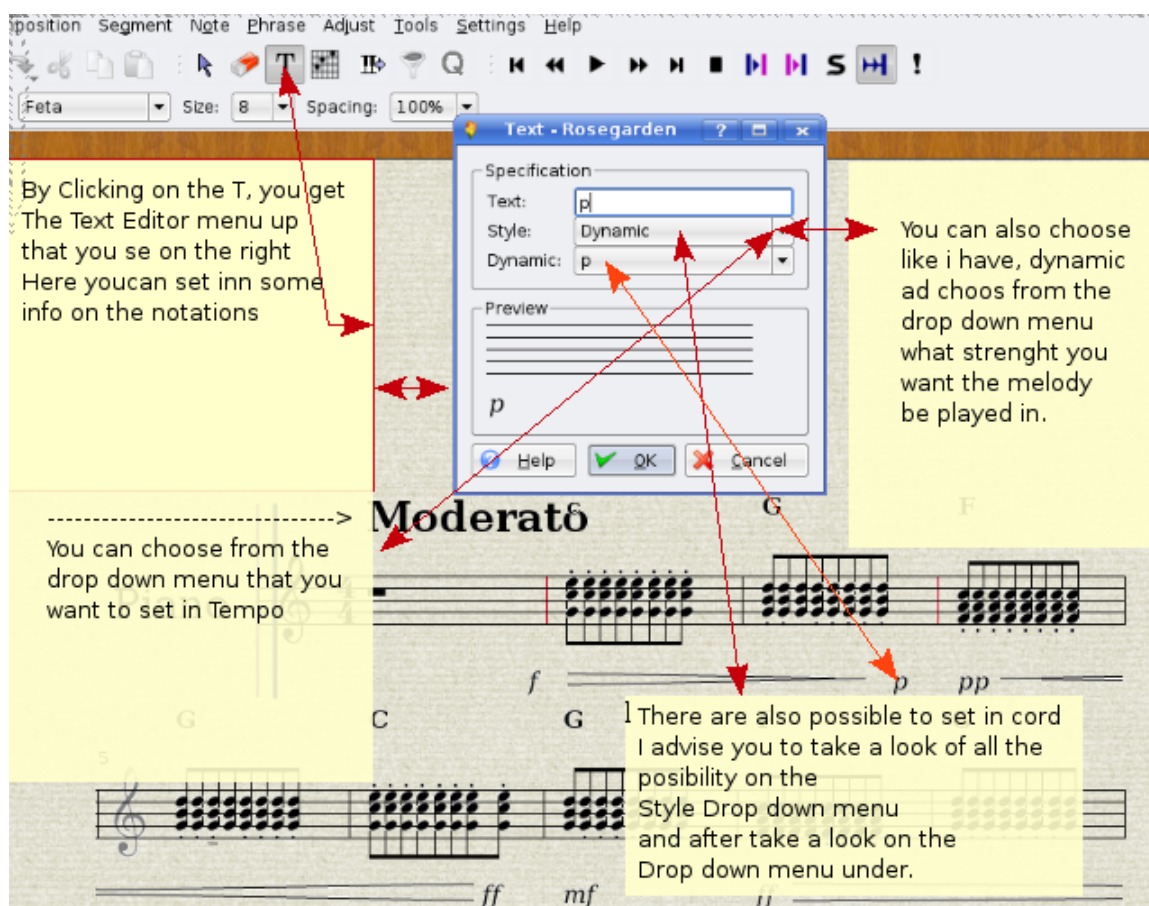 position Segment Note Phrase Adjust Tools Settings Help
T Q S !
Feta Size: 8 Spacing: 100%
Text - Rosegarden ?
Specification
Text: p
Style: Dynamic
Dynamic: p
Preview
p
Help OK Cancel
By Clicking on the T, you get
The Text Editor menu up
that you se on the right
Here youcan set inn some
info on the notations
You can also choose
like i have, dynamic
ad choos from the
drop down menu
what strenght you
want the melody
be played in.
------------------------------>
You can choose from the
drop down menu that you
want to set in Tempo
Moderato
C G F
Piano
4
4
f p pp
G C G
There are also possible to set in cord
I advise you to take a look of all the
posibility on the
Style Drop down menu
and after take a look on the
Drop down menu under.
5
ff mf ff